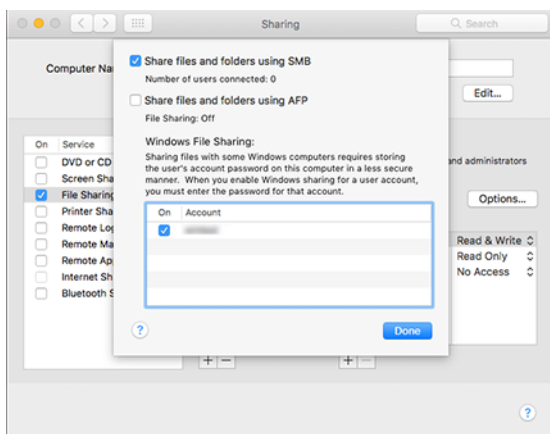 Sharing
Search
Computer Na
Edit...
Share files and folders using SMB
Number of users connected: 0
Share files and folders using AFP
File Sharing: Off
Windows File Sharing:
Sharing files with some Windows computers requires storing
the user's account password on this computer in a less secure
manner. When you enable Windows sharing for a user account,
you must enter the password for that account.
On Account
?
Done
On Service
DVD or CD
Screen Sha
File Sharing
Printer Sha
Remote Log
Remote Ma
Remote Ap
Internet Sh
Bluetooth S
and administrators
Options...
Read & Write
Read Only
No Access
+ −
+ −
?